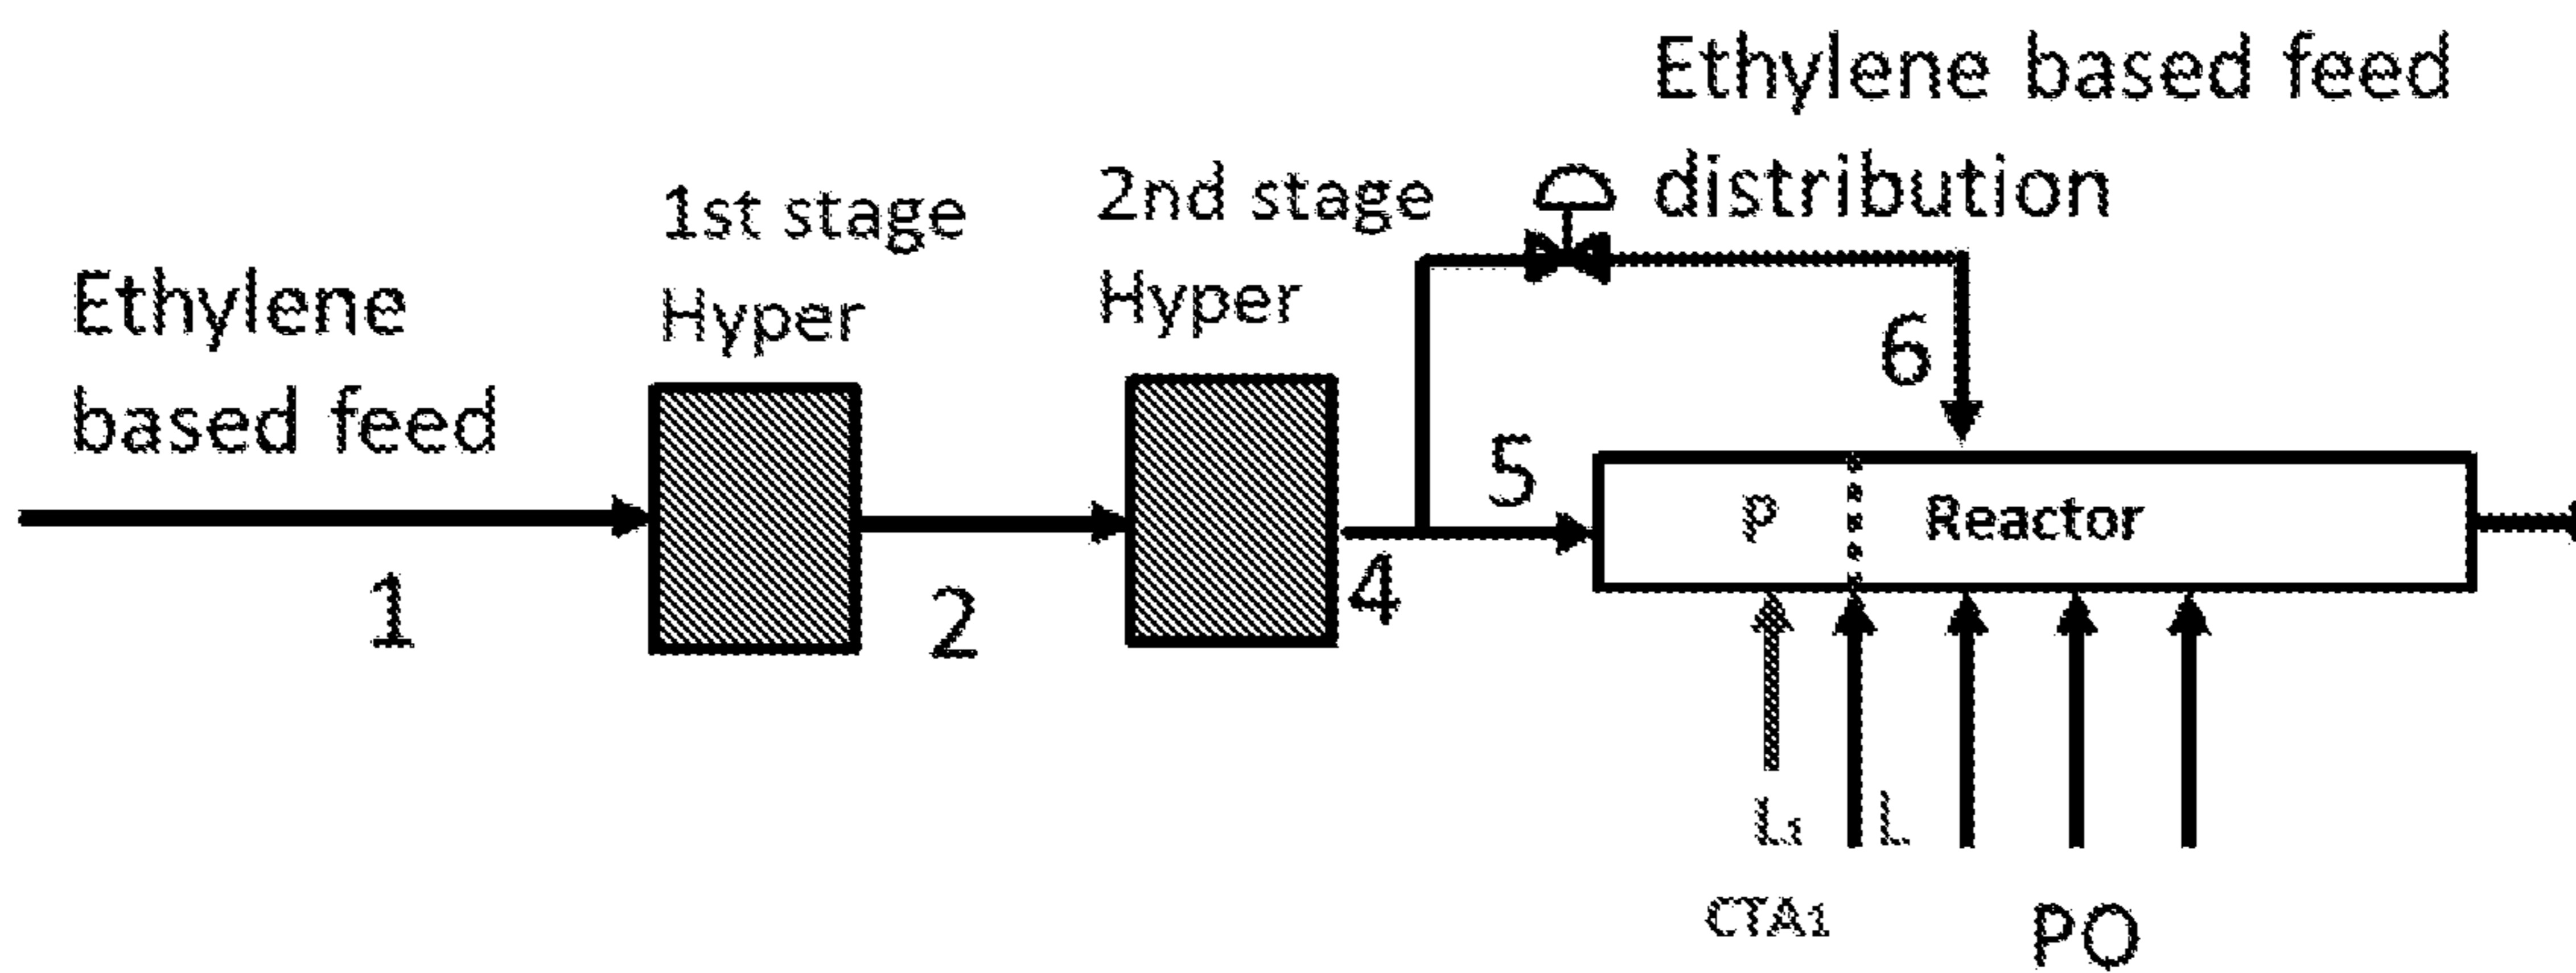 Ethylene based feed
distribution
1st stage
Hyper
2nd stage
Hyper
Ethylene
based feed
1
2
4
5
6
P
Reactor
L1
L
CTA1
PO